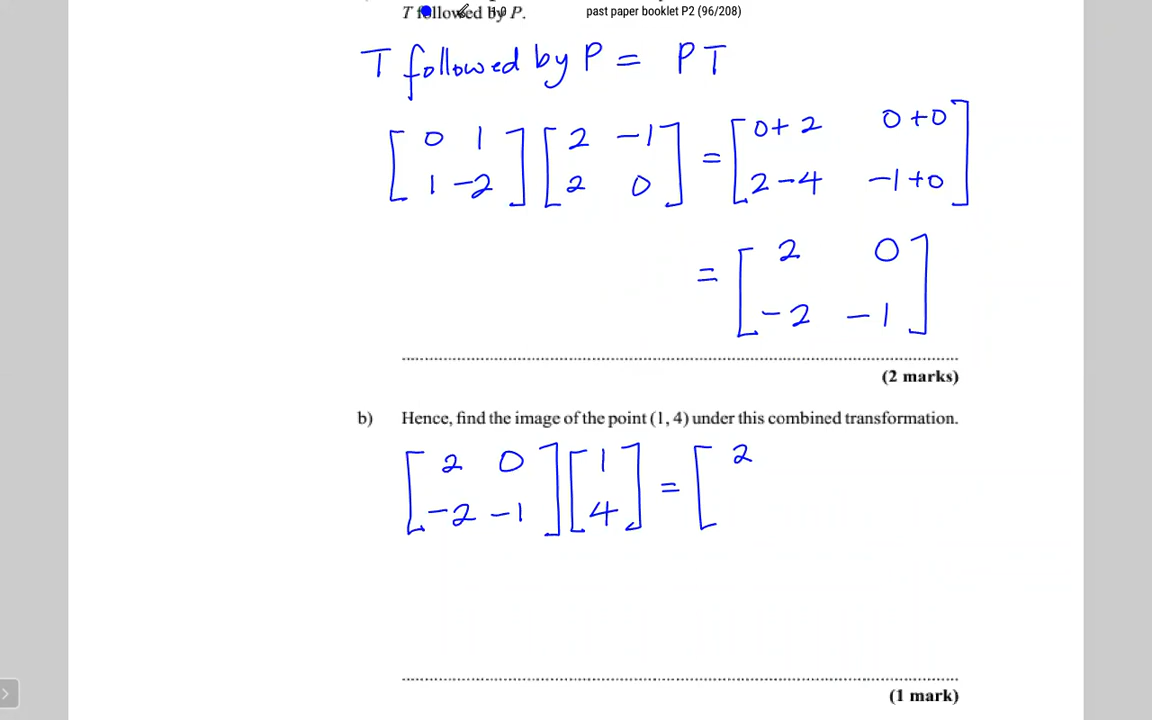 T followed by P.
past paper booklet P2 (96/208)
T followed by P = PT
[0 1] [2 -1] = [0+2 0+0]
[1 -2] [2 0] [2-4 -1+0]
= [2 0]
[-2 -1]
(2 marks)
b) Hence, find the image of the point (1, 4) under this combined transformation.
[2 0] [1] = [2
[-2 -1] [4]
(1 mark)